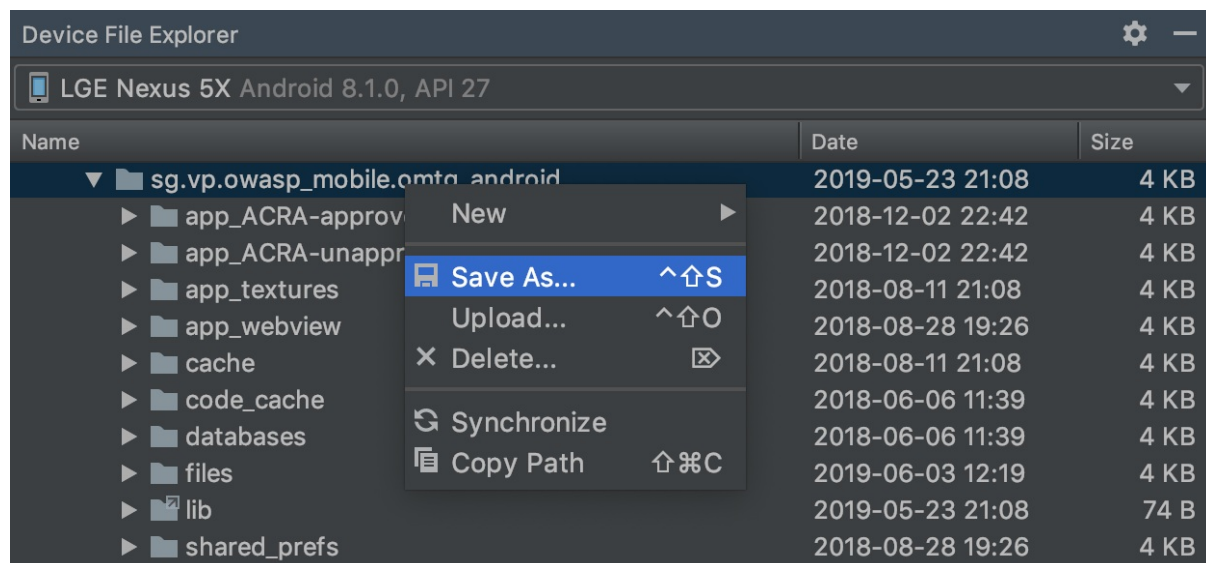 Device File Explorer
LGE Nexus 5X Android 8.1.0, API 27
Name Date Size
sg.vp.owasp_mobile.omtg_android 2019-05-23 21:08 4 KB
app_ACRA-approv 2018-12-02 22:42 4 KB
app_ACRA-unappr 2018-12-02 22:42 4 KB
app_textures 2018-08-11 21:08 4 KB
app_webview 2018-08-28 19:26 4 KB
cache 2018-08-11 21:08 4 KB
code_cache 2018-06-06 11:39 4 KB
databases 2018-06-06 11:39 4 KB
files 2019-06-03 12:19 4 KB
lib 2019-05-23 21:08 74 B
shared_prefs 2018-08-28 19:26 4 KB
New
Save As... ^⇧S
Upload... ^⇧O
Delete... ⌦
Synchronize
Copy Path ⇧⌘C